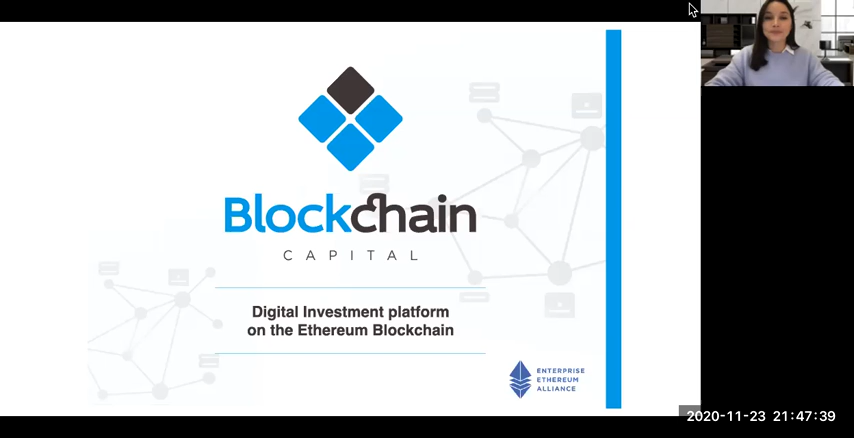 Blockchain
CAPITAL
Digital Investment platform
on the Ethereum Blockchain
ENTERPRISE
ETHEREUM
ALLIANCE
2020-11-23 21:47:39